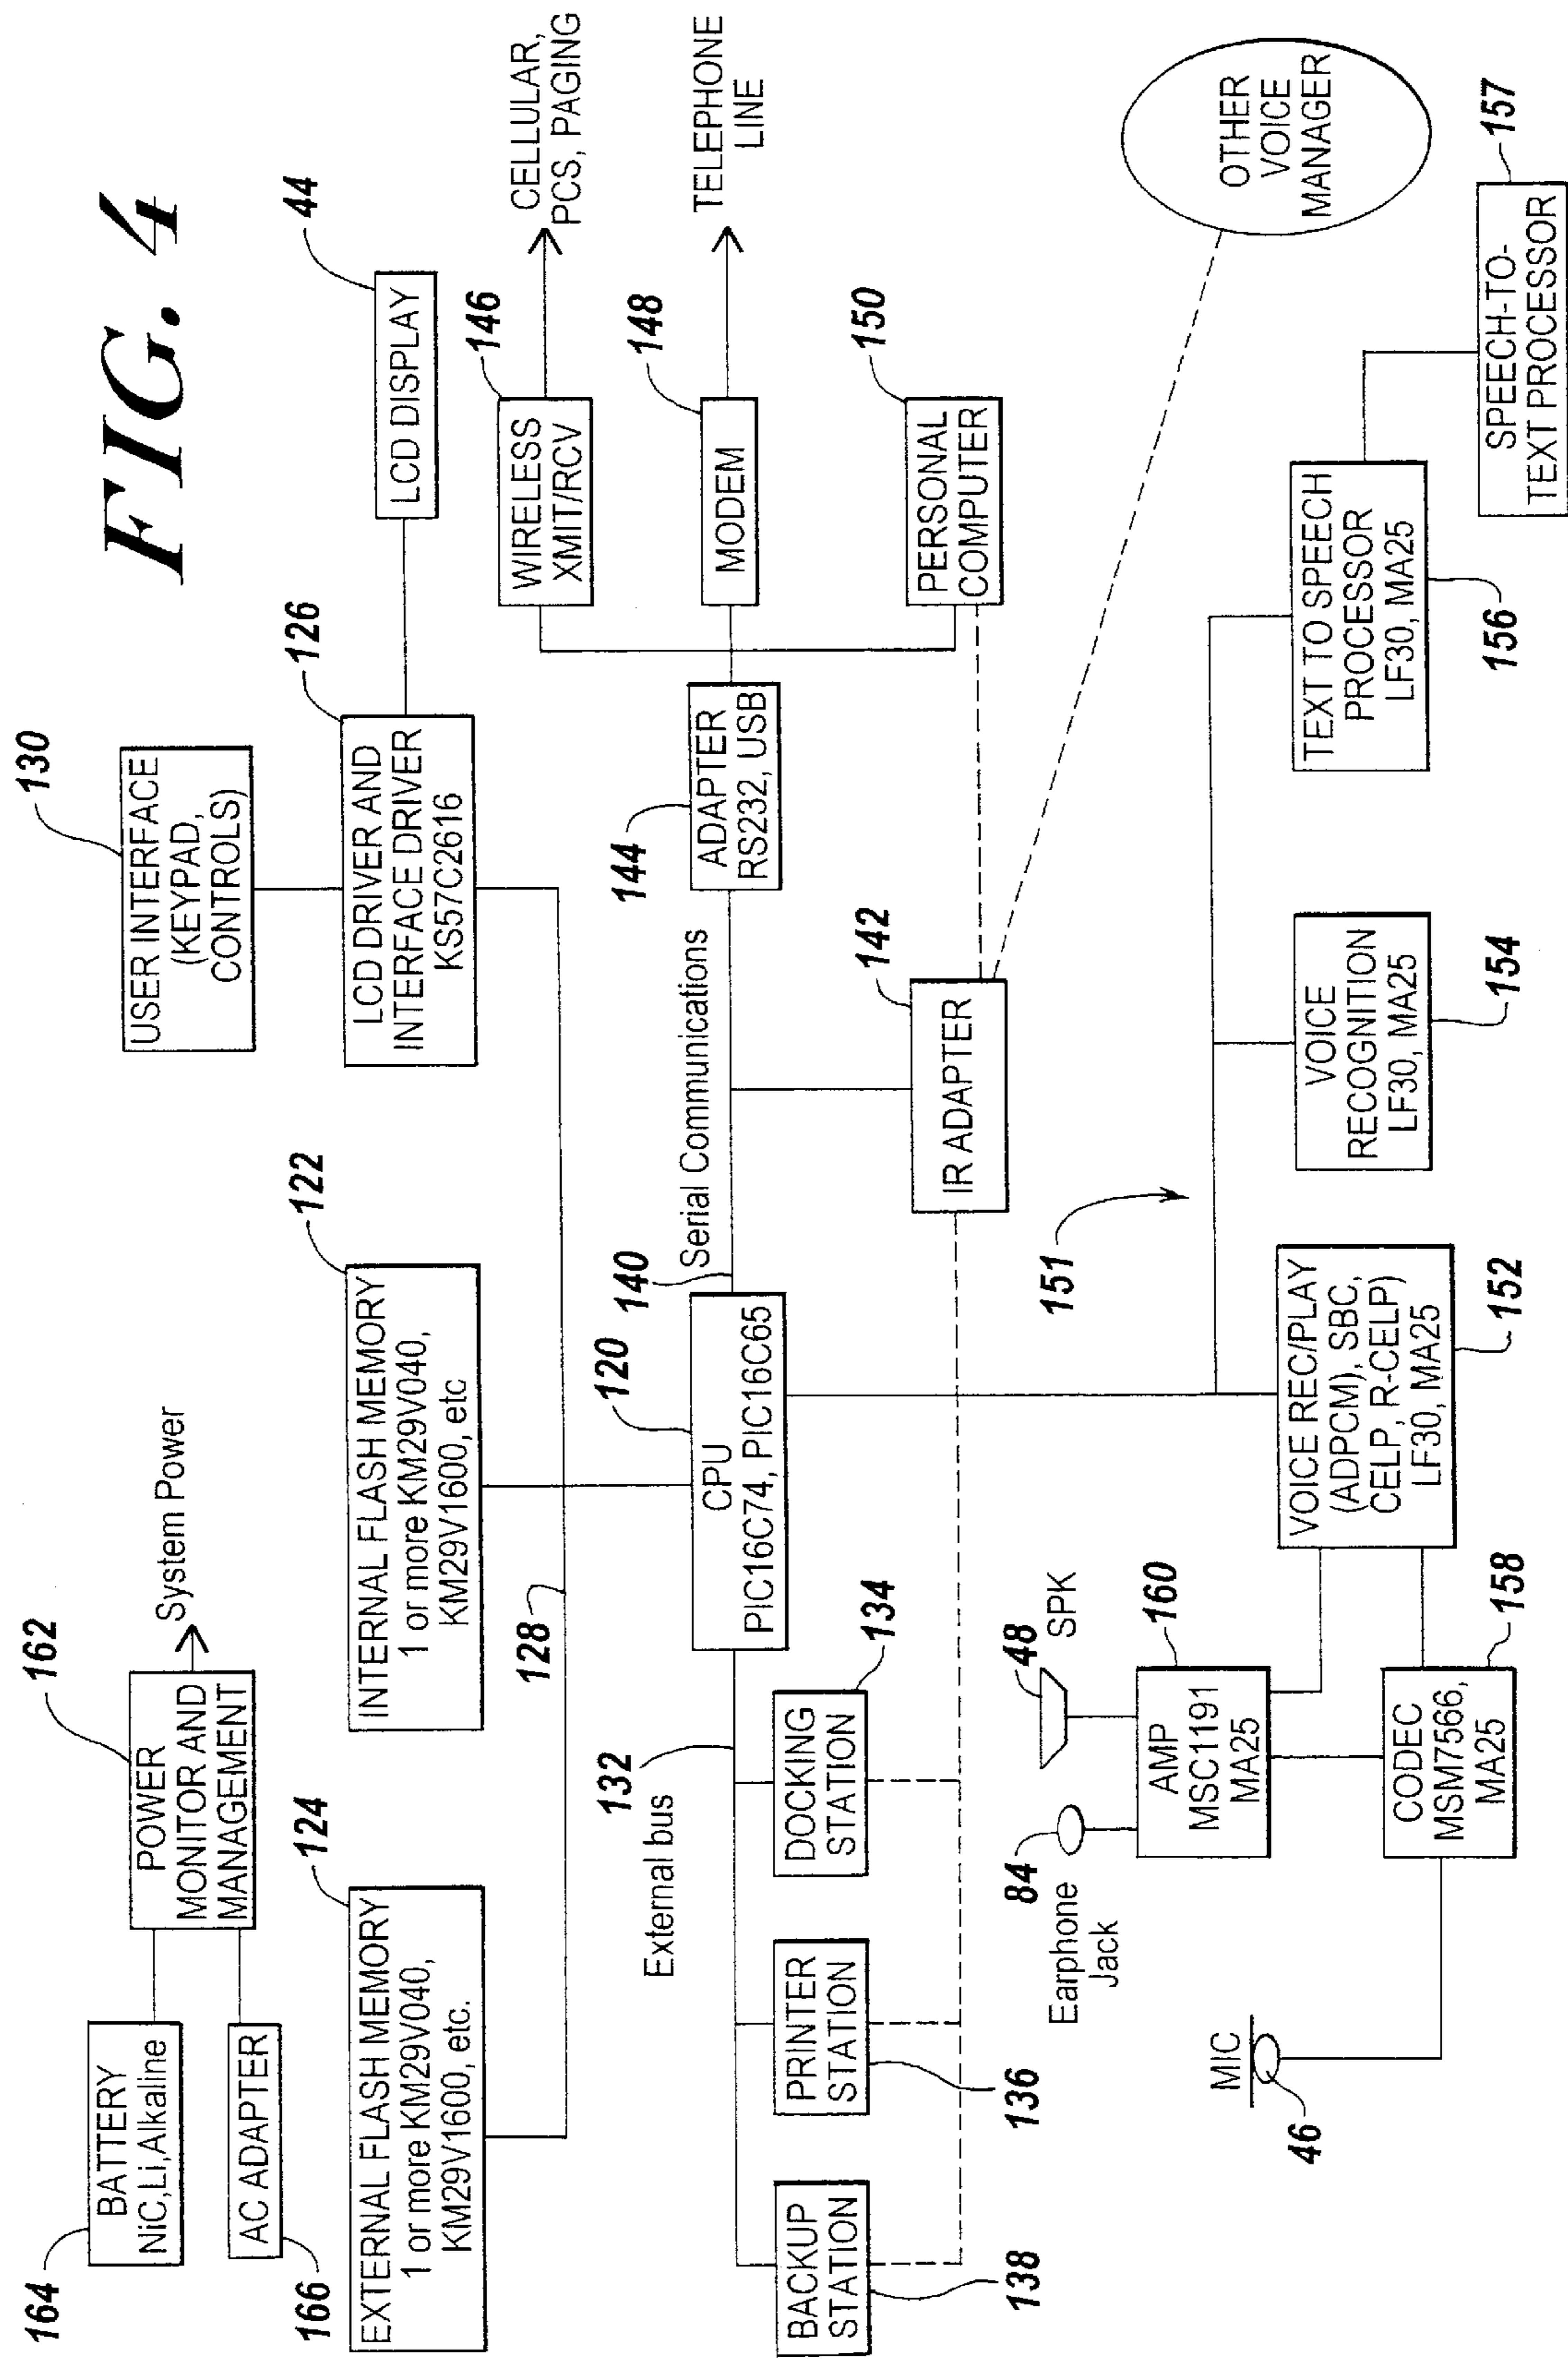 FIG. 4
164
BATTERY
NiC,Li,Alkaline
166
AC ADAPTER
162
POWER
MONITOR AND
MANAGEMENT
System Power
130
USER INTERFACE
(KEYPAD,
CONTROLS)
124
EXTERNAL FLASH MEMORY
1 or more KM29V040,
KM29V1600, etc.
122
INTERNAL FLASH MEMORY
1 or more KM29V040,
KM29V1600, etc
126
LCD DRIVER AND
INTERFACE DRIVER
KS57C2616
44
LCD DISPLAY
128
146
WIRELESS
XMIT/RCV
CELLULAR,
PCS, PAGING
External bus
132
120
CPU
PIC16C74, PIC16C65
140
Serial Communications
144
ADAPTER
RS232, USB
148
MODEM
TELEPHONE
LINE
138
BACKUP
STATION
136
PRINTER
STATION
134
DOCKING
STATION
142
IR ADAPTER
150
PERSONAL
COMPUTER
OTHER
VOICE
MANAGER
151
MIC
46
Earphone
Jack
84
48
SPK
160
AMP
MSC1191
MA25
158
CODEC
MSM7566,
MA25
152
VOICE REC/PLAY
(ADPCM), SBC,
CELP, R-CELP)
LF30, MA25
154
VOICE
RECOGNITION
LF30, MA25
156
TEXT TO SPEECH
PROCESSOR
LF30, MA25
157
SPEECH-TO-
TEXT PROCESSOR